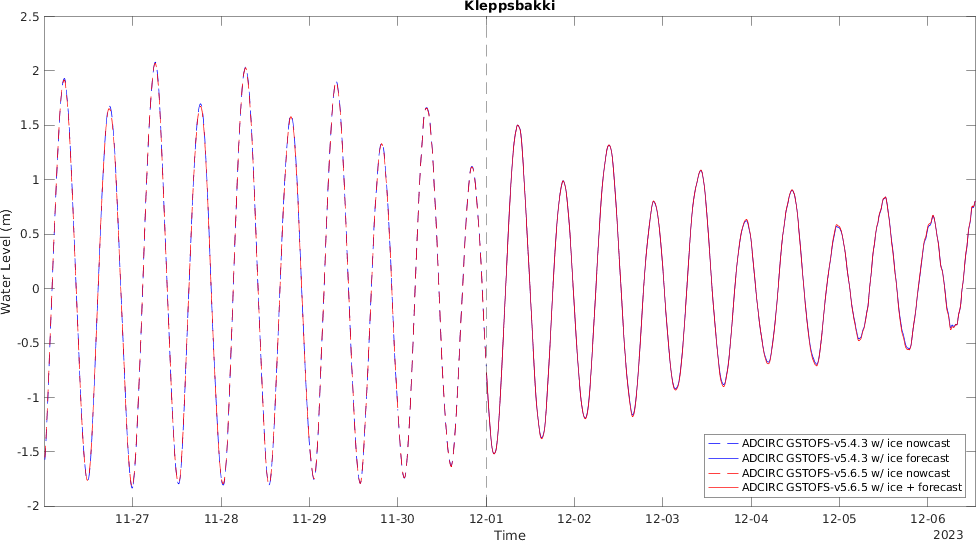 Kleppsbakki
2.5
2
1.5
1
0.5
0
-0.5
-1
-1.5
-2
Water Level (m)
11-27 11-28 11-29 11-30 12-01 12-02 12-03 12-04 12-05 12-06
Time
2023
ADCIRC GSTOFS-v5.4.3 w/ ice nowcast
ADCIRC GSTOFS-v5.4.3 w/ ice forecast
ADCIRC GSTOFS-v5.6.5 w/ ice nowcast
ADCIRC GSTOFS-v5.6.5 w/ ice + forecast